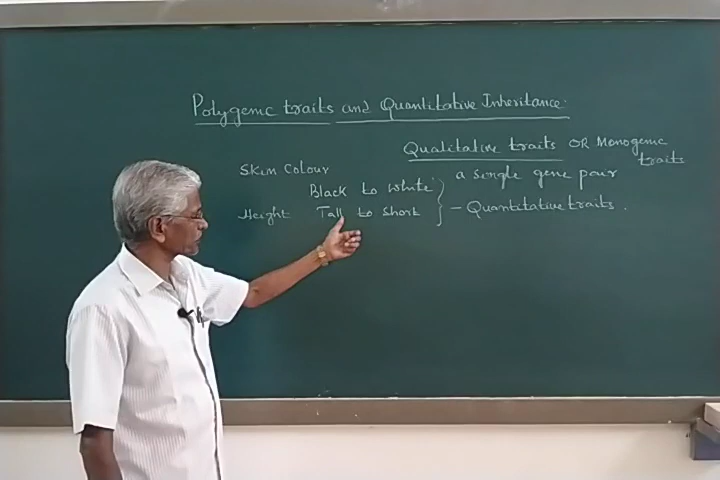 Polygenic traits and Quantitative Inheritance.
Qualitative traits OR Monogenic traits
a single gene pair
Skin Colour
Black to White
Height Tall to Short } - Quantitative traits.